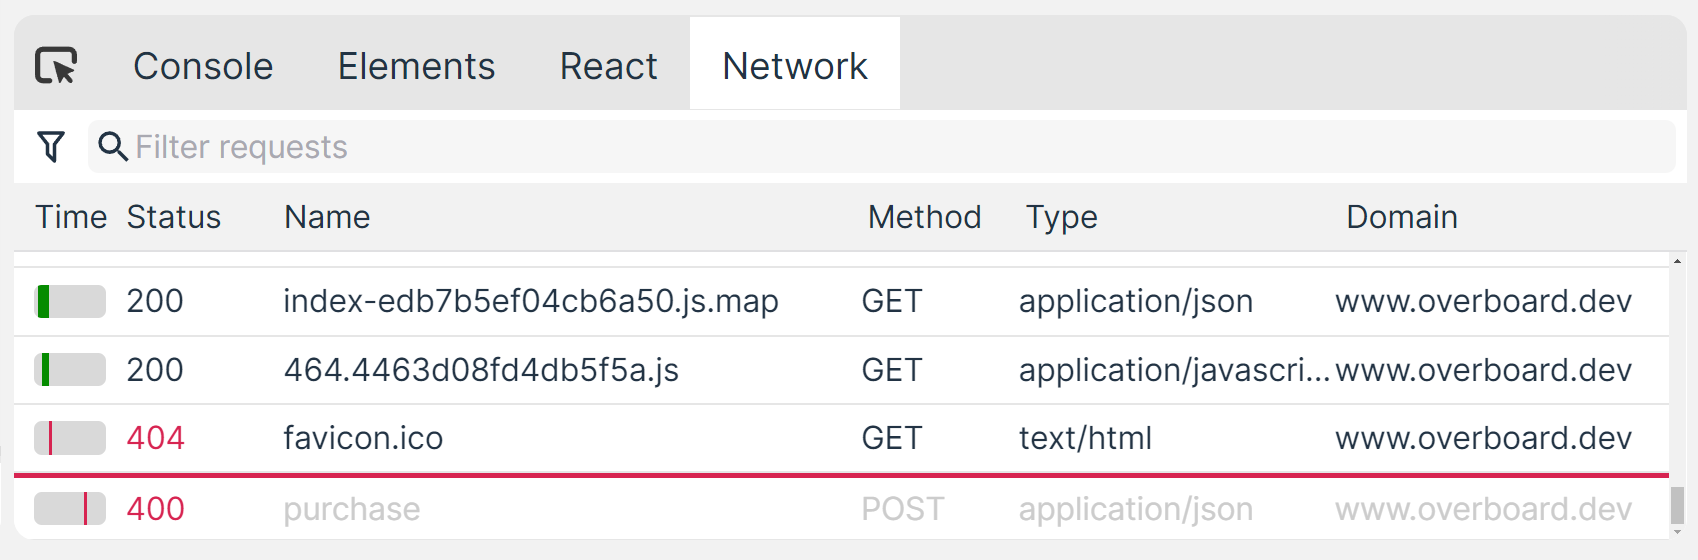 Console Elements React Network
Filter requests
Time Status Name Method Type Domain
200 index-edb7b5ef04cb6a50.js.map GET application/json www.overboard.dev
200 464.4463d08fd4db5f5a.js GET application/javascri... www.overboard.dev
404 favicon.ico GET text/html www.overboard.dev
400 purchase POST application/json www.overboard.dev